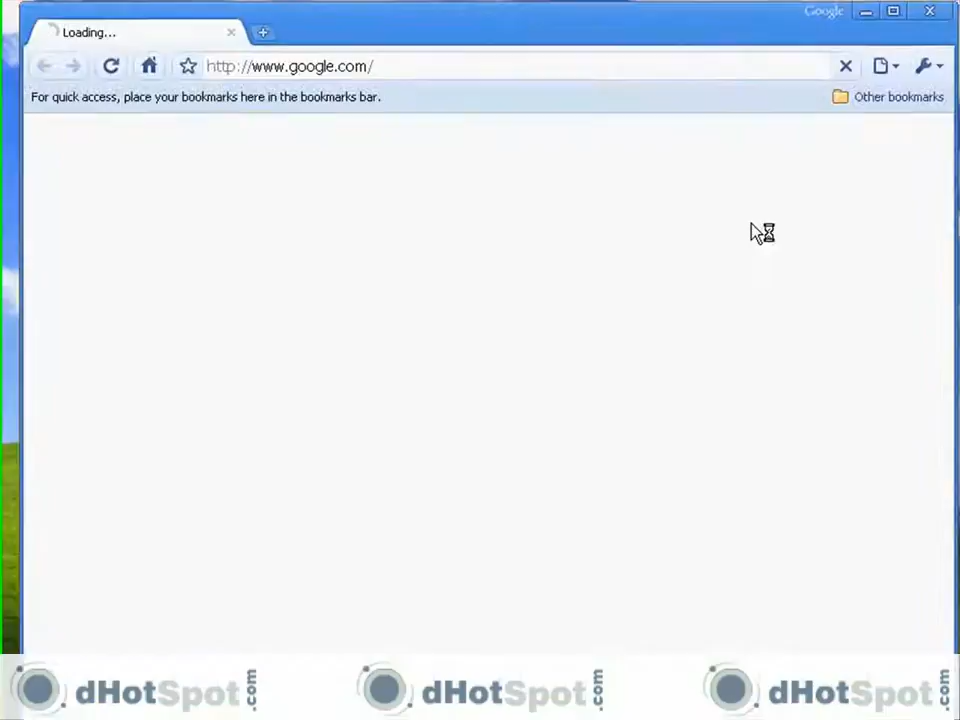 Google
Loading...
http://www.google.com/
For quick access, place your bookmarks here in the bookmarks bar.
Other bookmarks
dHotSpot.com dHotSpot.com dHotSpot.com